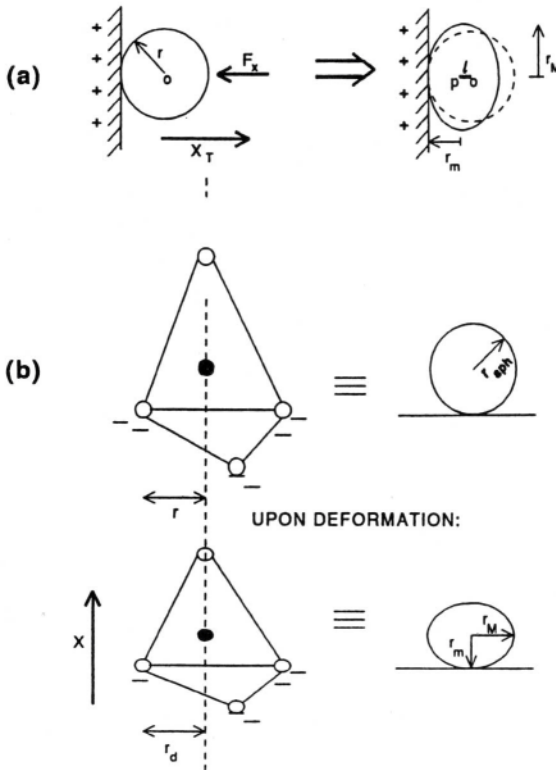 (a)
+ + + +
r
o
F_x
X_T
+ + + +
l
p o
r_M
r_m
(b)
r_sph
– – – – –
r
UPON DEFORMATION:
X
r_M
r_m
– – –
r_d